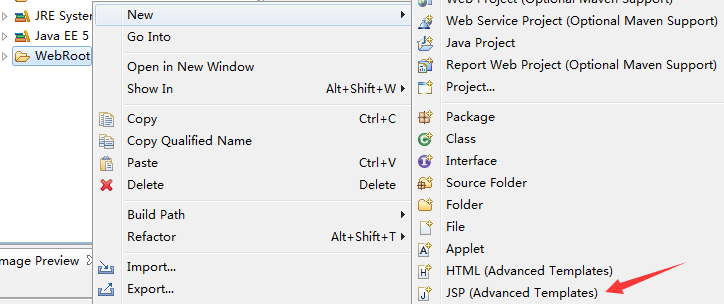 JRE System
Java EE 5
WebRoot
New
Go Into
Open in New Window
Show In Alt+Shift+W
Copy Ctrl+C
Copy Qualified Name
Paste Ctrl+V
Delete Delete
Build Path
Refactor Alt+Shift+T
Import...
Export...
mage Preview
Web Project (Optional Maven Support)
Web Service Project (Optional Maven Support)
Java Project
Report Web Project (Optional Maven Support)
Project...
Package
Class
Interface
Source Folder
Folder
File
Applet
HTML (Advanced Templates)
JSP (Advanced Templates)